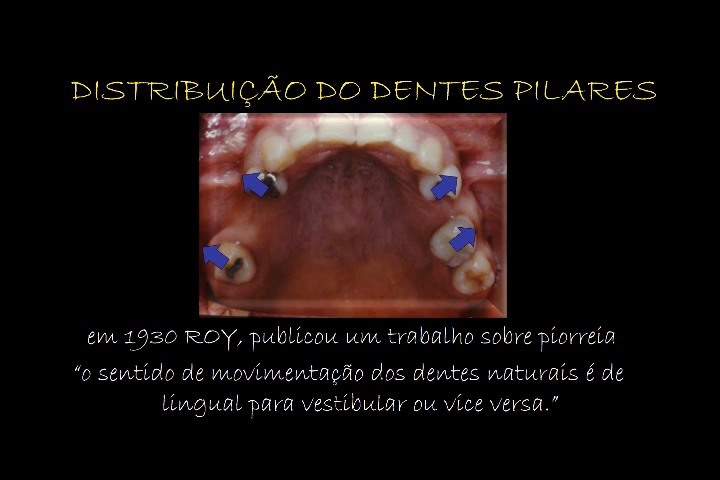 DISTRIBUIÇÃO DO DENTES PILARES
em 1930 ROY, publicou um trabalho sobre piorreia
“o sentido de movimentação dos dentes naturais é de
lingual para vestibular ou vice versa.”